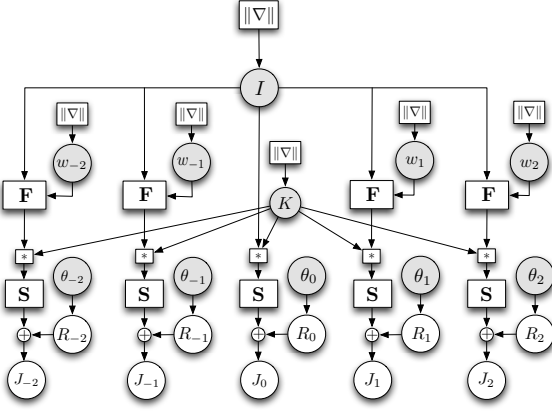 ‖∇‖
I
‖∇‖ ‖∇‖ ‖∇‖ ‖∇‖
‖∇‖
w₋₂ w₋₁ w₁ w₂
F F F F
K
* * * * *
θ₋₂ θ₋₁ θ₀ θ₁ θ₂
S S S S S
⊕ R₋₂ ⊕ R₋₁ ⊕ R₀ ⊕ R₁ ⊕ R₂
J₋₂ J₋₁ J₀ J₁ J₂